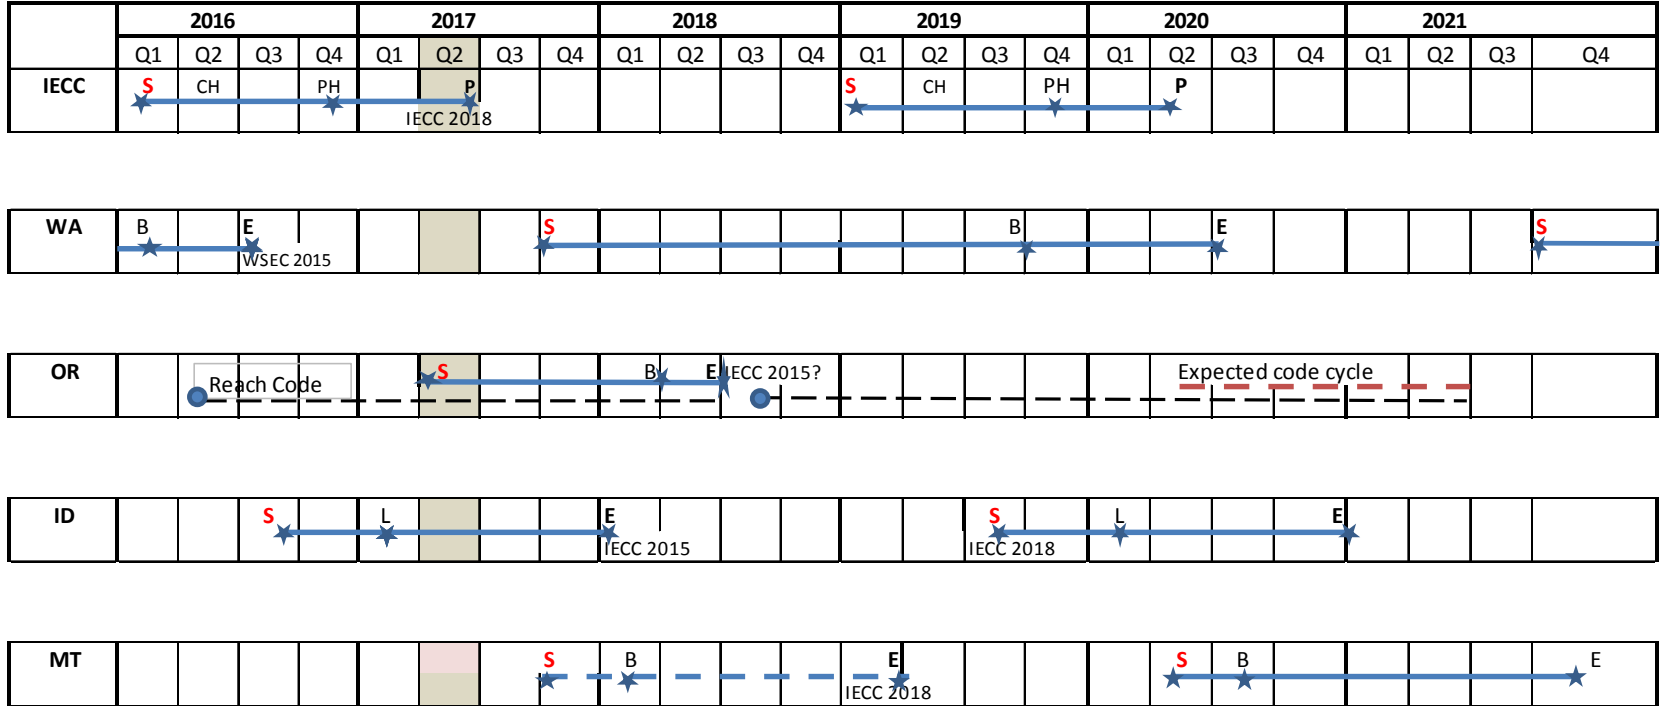 2016 2017 2018 2019 2020 2021
Q1 Q2 Q3 Q4 Q1 Q2 Q3 Q4 Q1 Q2 Q3 Q4 Q1 Q2 Q3 Q4 Q1 Q2 Q3 Q4 Q1 Q2 Q3 Q4
IECC S CH PH P S CH PH P
IECC 2018
WA B E S B E S
WSEC 2015
OR S B E IECC 2015? Expected code cycle
Reach Code
ID S L E S L E
IECC 2015 IECC 2018
MT S B E S B E
IECC 2018